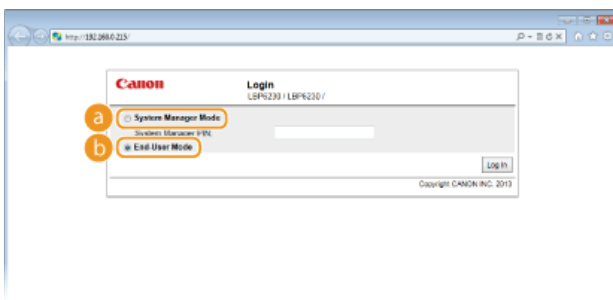 http://192.168.0.215/
Canon
Login
LBP6230 / LBP6230 /
a
System Manager Mode
System Manager PIN:
b
End-User Mode
Log In
Copyright CANON INC. 2013